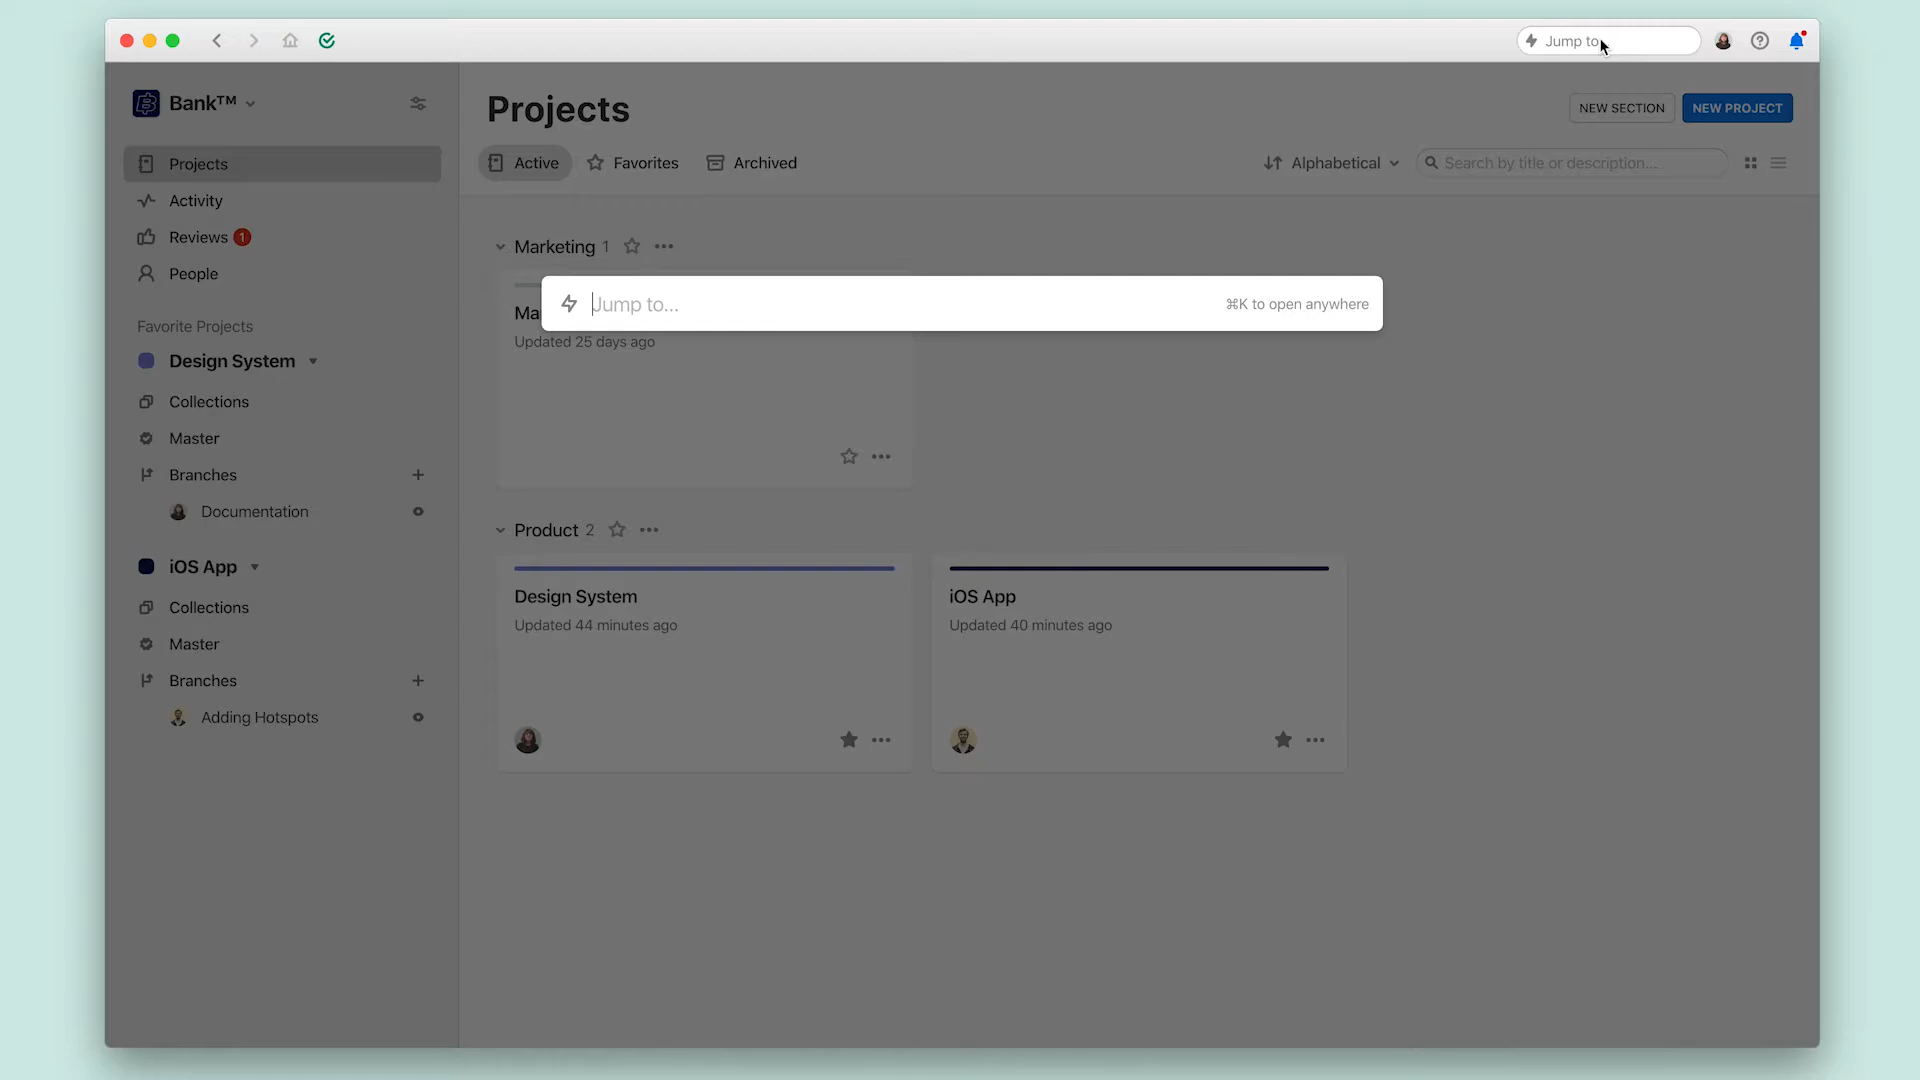 Jump to
Bank™
Projects
Activity
Reviews 1
People
Favorite Projects
Design System
Collections
Master
Branches
Documentation
iOS App
Collections
Master
Branches
Adding Hotspots
Projects
NEW SECTION
NEW PROJECT
Active
Favorites
Archived
Alphabetical
Search by title or description...
Marketing 1
Jump to...
⌘K to open anywhere
Ma
Updated 25 days ago
Product 2
Design System
Updated 44 minutes ago
iOS App
Updated 40 minutes ago